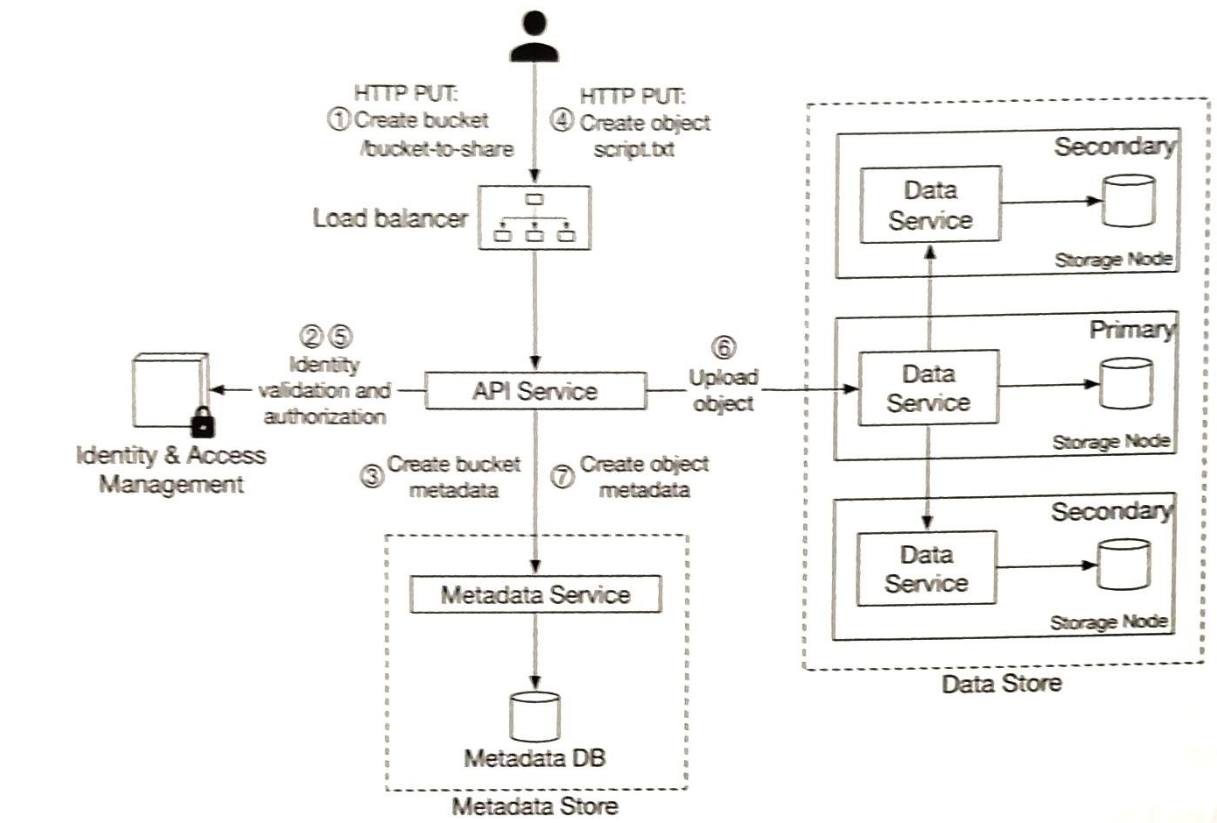 HTTP PUT:
① Create bucket
/bucket-to-share
HTTP PUT:
④ Create object
script.txt
Load balancer
② ⑤
Identity
validation and
authorization
API Service
⑥
Upload
object
Identity & Access
Management
③ Create bucket
metadata
⑦ Create object
metadata
Metadata Service
Metadata DB
Metadata Store
Secondary
Data
Service
Storage Node
Primary
Data
Service
Storage Node
Secondary
Data
Service
Storage Node
Data Store